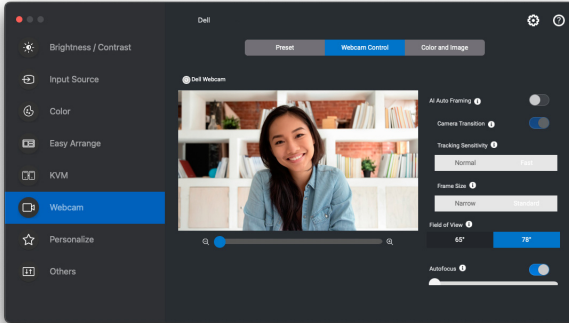 Dell
Brightness / Contrast
Input Source
Color
Easy Arrange
KVM
Webcam
Personalize
Others
Preset
Webcam Control
Color and Image
Dell Webcam
AI Auto Framing
Camera Transition
Tracking Sensitivity
Normal
Fast
Frame Size
Narrow
Standard
Field of View
65°
78°
Autofocus